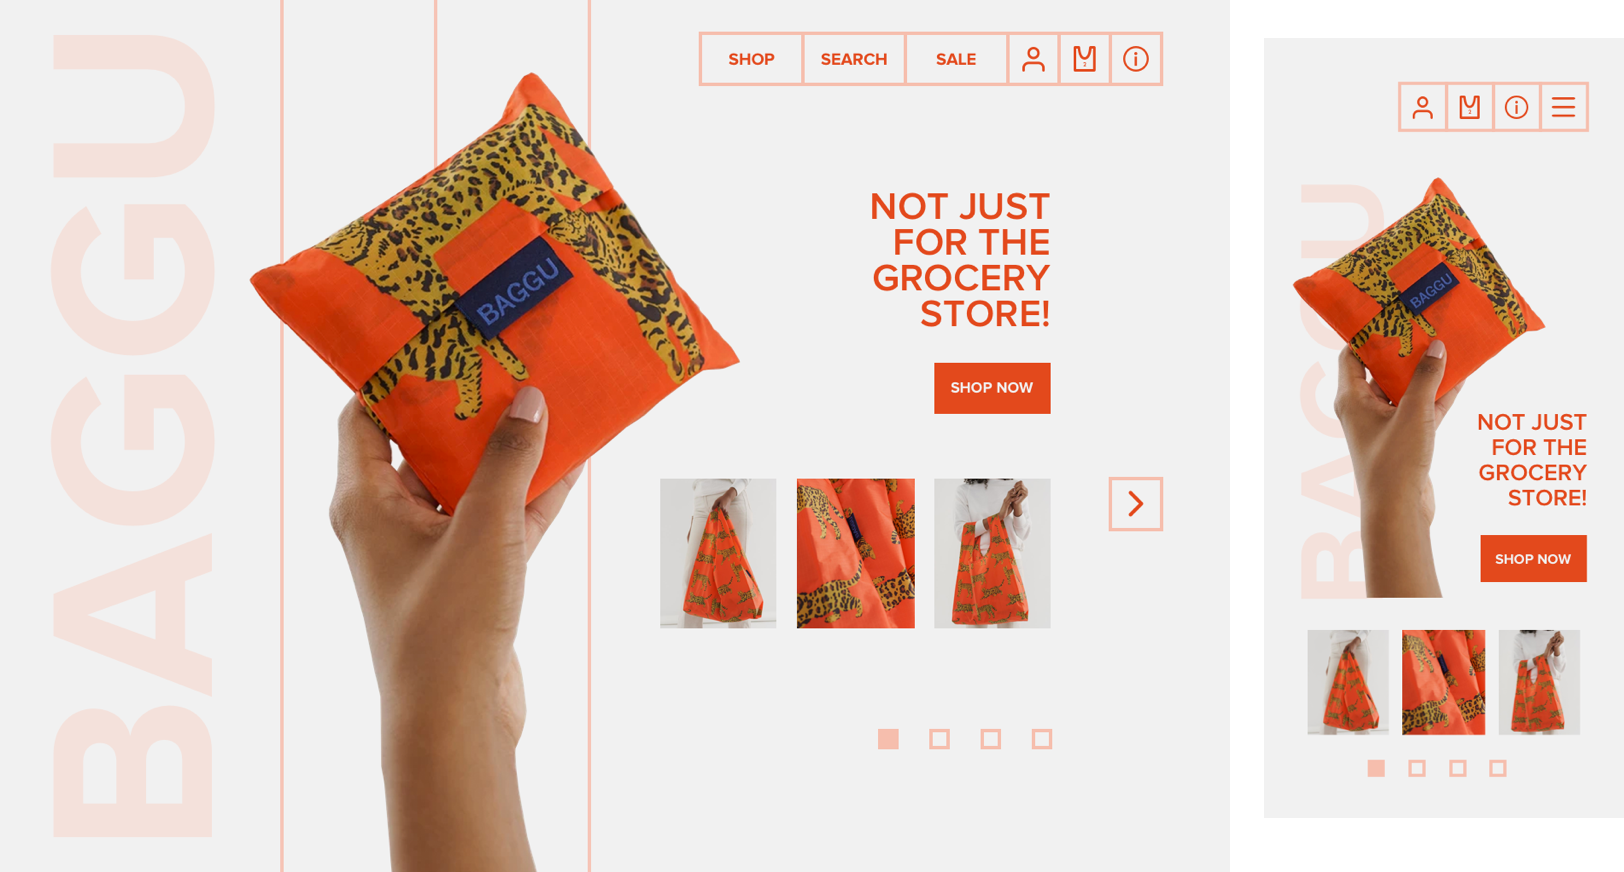 BAGGU
SHOP
SEARCH
SALE
2
BAGGU
NOT JUST
FOR THE
GROCERY
STORE!
SHOP NOW
BAGGU
BAGGU
NOT JUST
FOR THE
GROCERY
STORE!
SHOP NOW